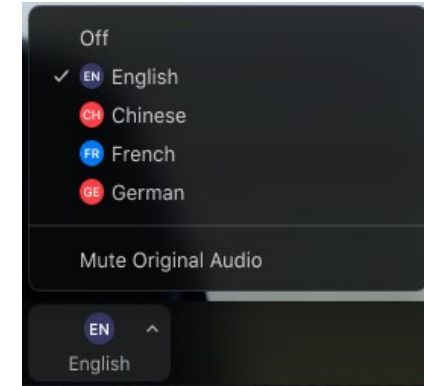 Off
EN English
CH Chinese
FR French
GE German
Mute Original Audio
EN
English